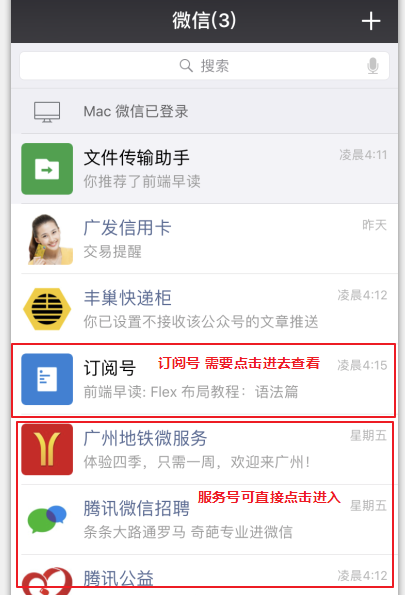 微信(3)
搜索
Mac 微信已登录
文件传输助手
凌晨4:11
你推荐了前端早读
广发信用卡
昨天
交易提醒
丰巢快递柜
凌晨4:12
你已设置不接收该公众号的文章推送
订阅号
订阅号 需要点击进去查看
凌晨4:15
前端早读: Flex 布局教程：语法篇
广州地铁微服务
星期五
体验四季，只需一周，欢迎来广州！
服务号可直接点击进入
腾讯微信招聘
星期五
条条大路通罗马 奇葩专业进微信
腾讯公益
凌晨4:12